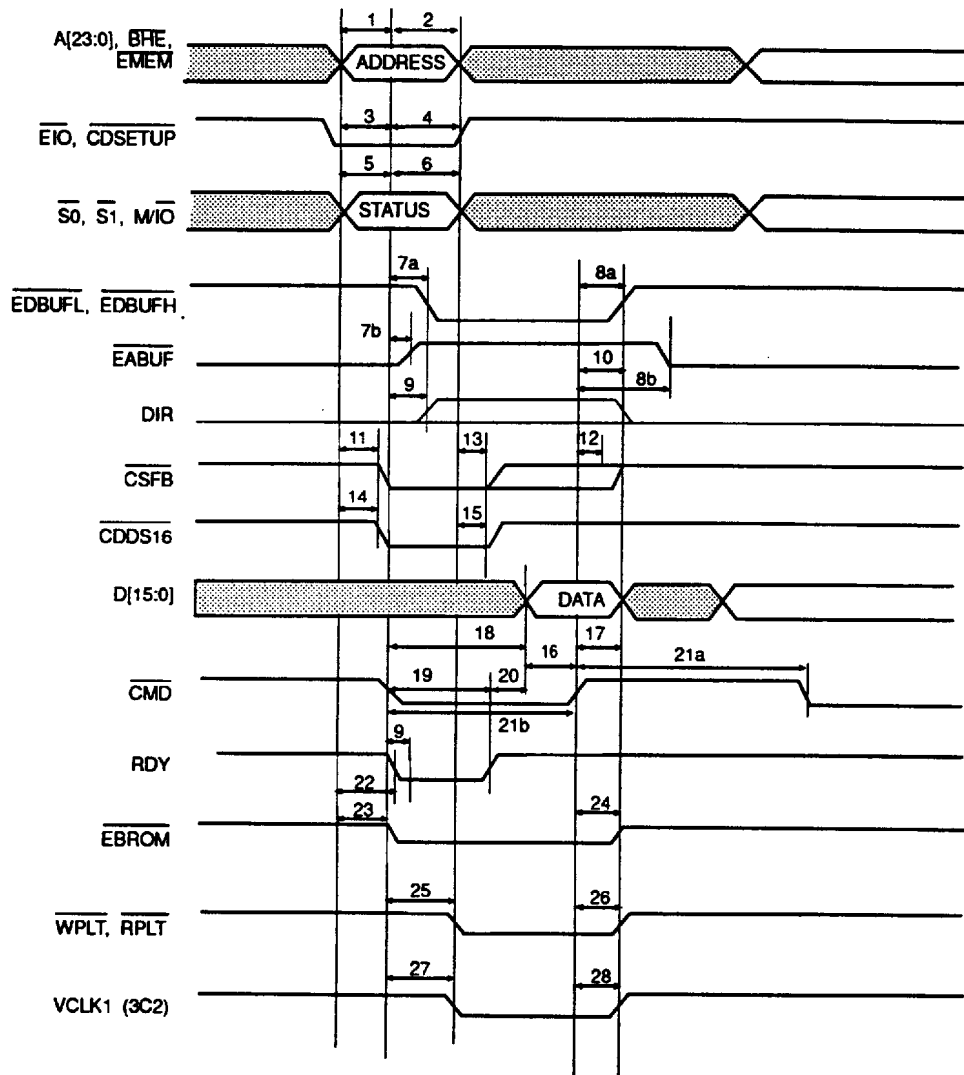 1 2
A[23:0], BHE,
EMEM
ADDRESS
3 4
EIO, CDSETUP
5 6
S0, S1, M/IO
STATUS
7a 8a
EDBUFL, EDBUFH
7b
EABUF
10
8b
9
DIR
11 13 12
CSFB
14 15
CDDS16
D[15:0]
DATA
18 16 17
21a
19 20
CMD
21b
9
RDY
22
23 24
EBROM
25 26
WPLT, RPLT
27 28
VCLK1 (3C2)